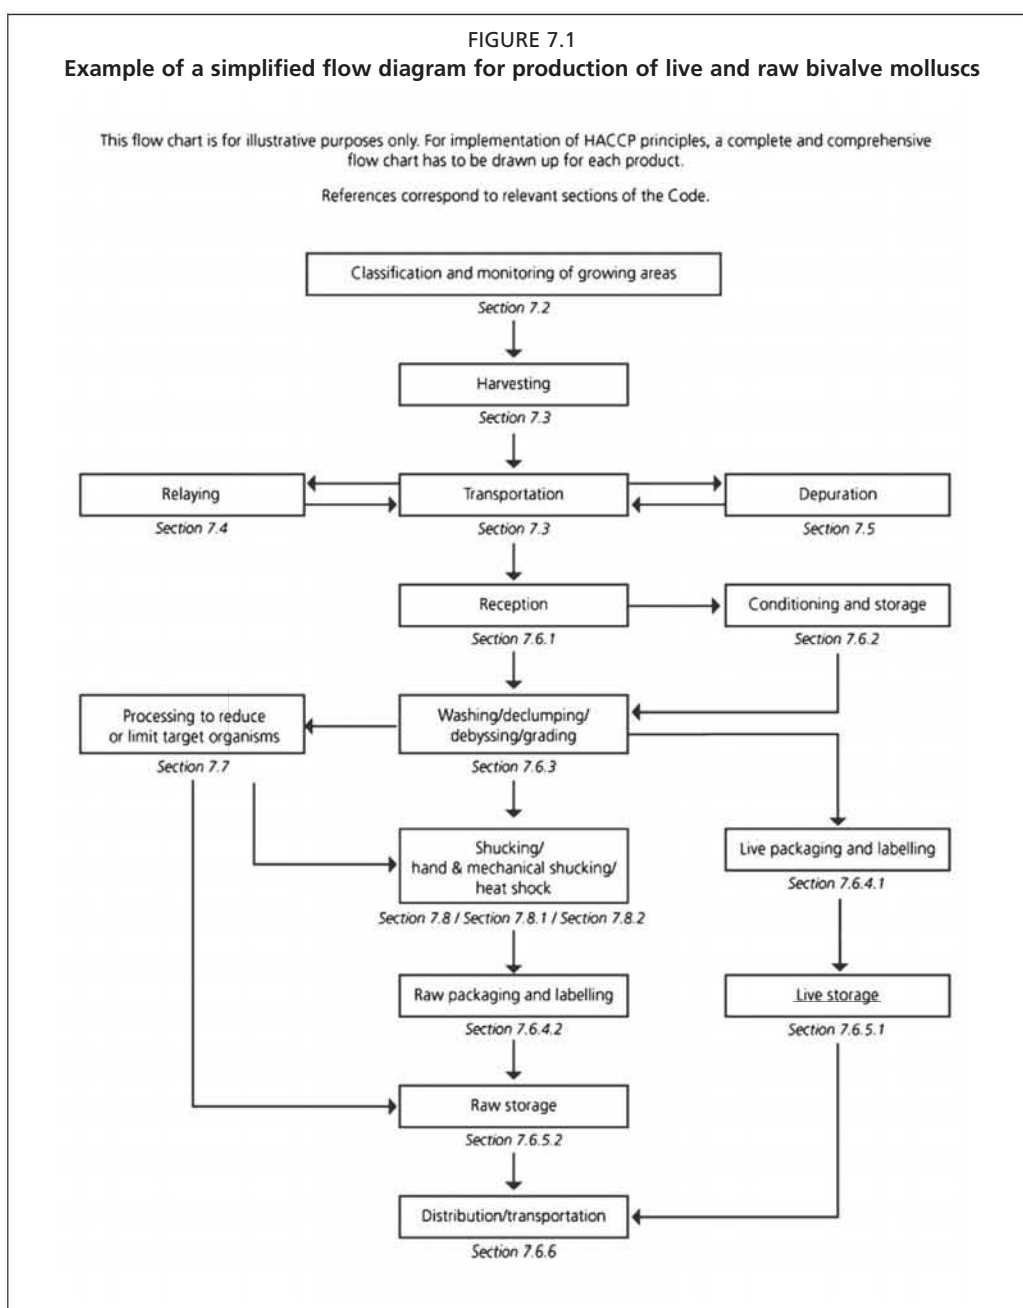 FIGURE 7.1
Example of a simplified flow diagram for production of live and raw bivalve molluscs
This flow chart is for illustrative purposes only. For implementation of HACCP principles, a complete and comprehensive
flow chart has to be drawn up for each product.
References correspond to relevant sections of the Code.
Classification and monitoring of growing areas
Section 7.2
Harvesting
Section 7.3
Relaying
Section 7.4
Transportation
Section 7.3
Depuration
Section 7.5
Reception
Section 7.6.1
Conditioning and storage
Section 7.6.2
Processing to reduce
or limit target organisms
Section 7.7
Washing/declumping/
debyssing/grading
Section 7.6.3
Shucking/
hand & mechanical shucking/
heat shock
Section 7.8 / Section 7.8.1 / Section 7.8.2
Live packaging and labelling
Section 7.6.4.1
Raw packaging and labelling
Section 7.6.4.2
Live storage
Section 7.6.5.1
Raw storage
Section 7.6.5.2
Distribution/transportation
Section 7.6.6